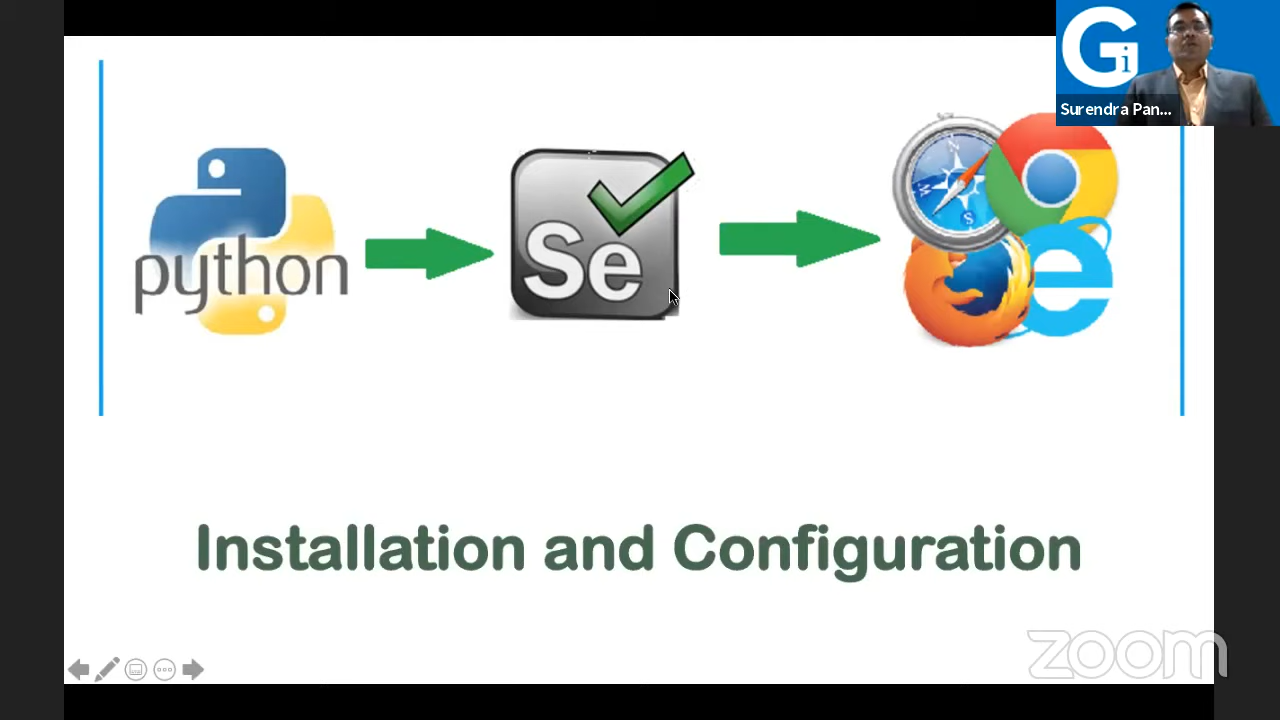 Gi
Surendra Pan...
python
Se
N
W
S
Installation and Configuration
zoom